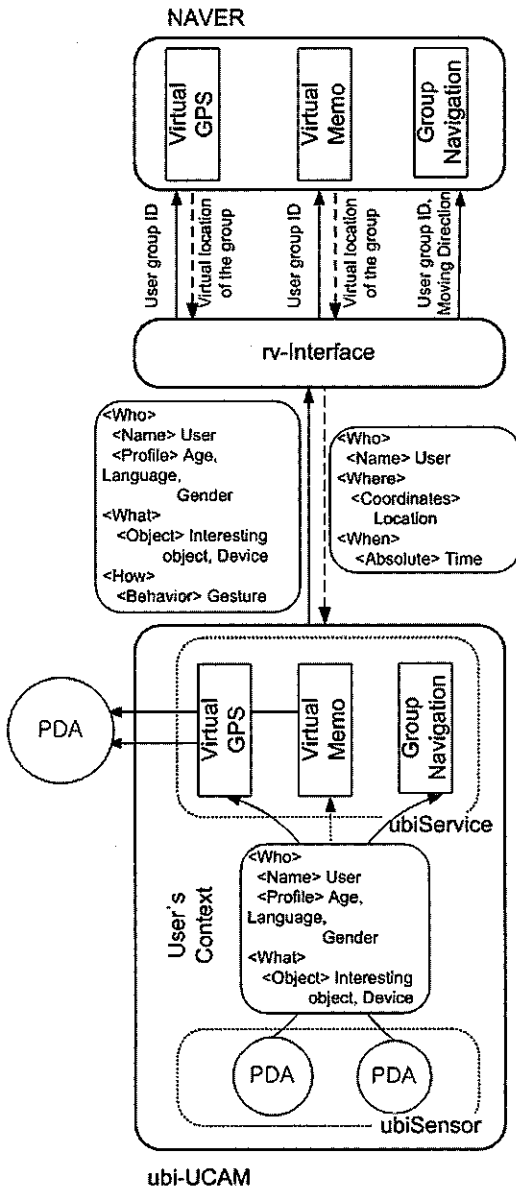 NAVER
Virtual
GPS
Virtual
Memo
Group
Navigation
User group ID
Virtual location
of the group
User group ID
Virtual location
of the group
User group ID,
Moving Direction
rv-Interface
<Who>
<Name> User
<Profile> Age,
Language,
Gender
<What>
<Object> Interesting
object, Device
<How>
<Behavior> Gesture
<Who>
<Name> User
<Where>
<Coordinates>
Location
<When>
<Absolute> Time
PDA
Virtual
GPS
Virtual
Memo
Group
Navigation
ubiService
User's
Context
<Who>
<Name> User
<Profile> Age,
Language,
Gender
<What>
<Object> Interesting
object, Device
PDA
PDA
ubiSensor
ubi-UCAM